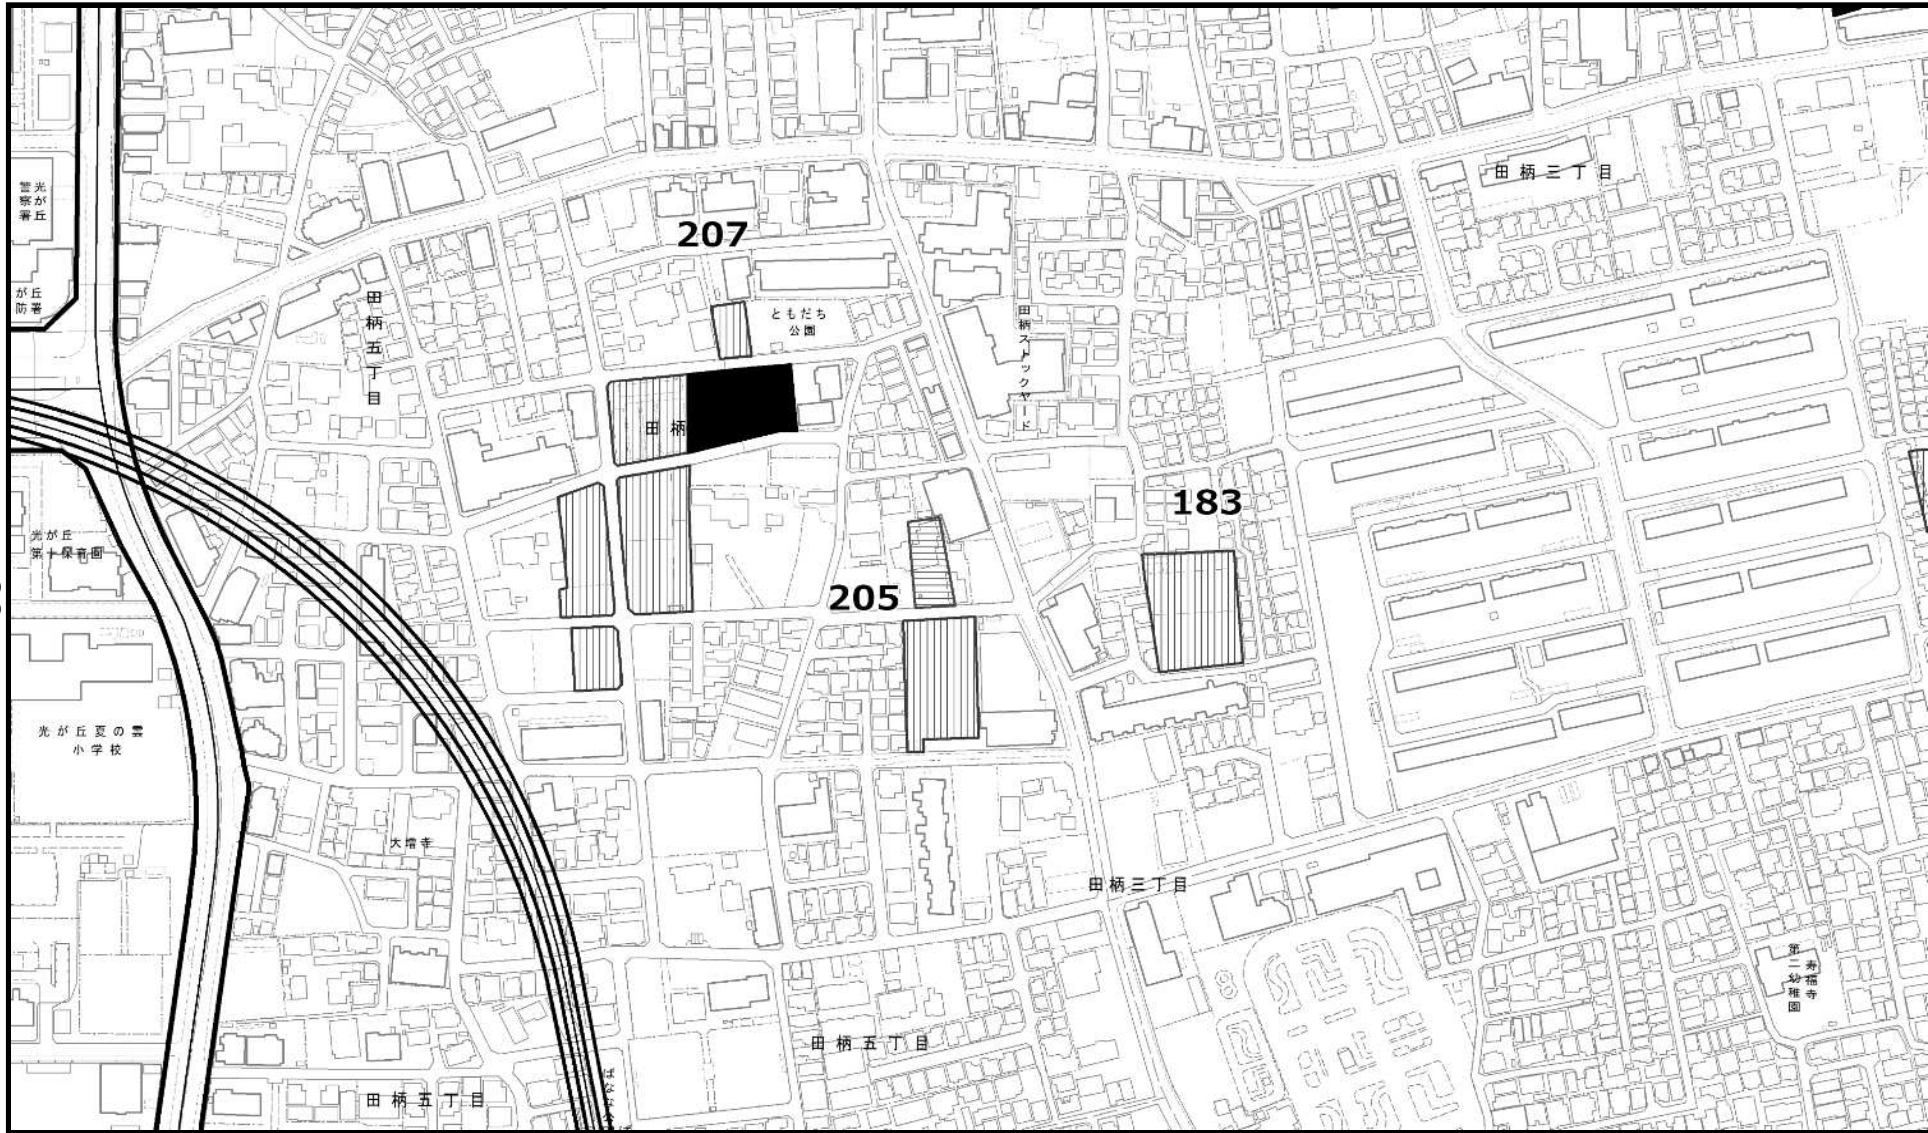 田柄三丁目
光が丘
警察署
207
が丘
防署
田柄五丁目
ともだち
公園
田柄ストックヤード
田柄
183
光が丘
第十保育園
205
光が丘夏の雲
小学校
大増寺
田柄三丁目
寿福寺
第二幼稚園
田柄五丁目
田柄五丁目